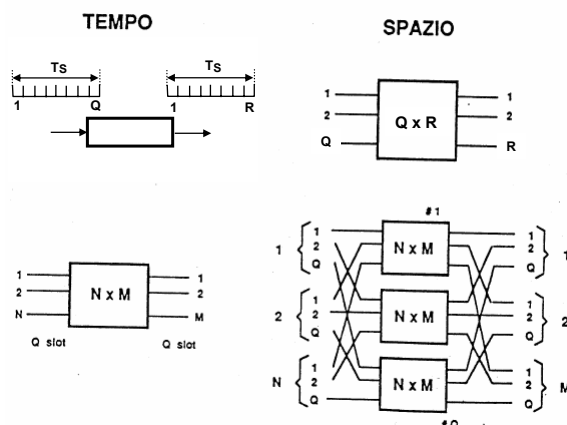 TEMPO
SPAZIO
Ts
Ts
1 Q
1 R
1 1
2 2
Q x R
Q R
# 1
1 1
2 2
N x M
N M
Q slot
Q slot
1
1
2
Q
N x M
1
2
Q
1
2
1
2
Q
N x M
1
2
Q
2
N
1
2
Q
N x M
1
2
Q
M
# Q